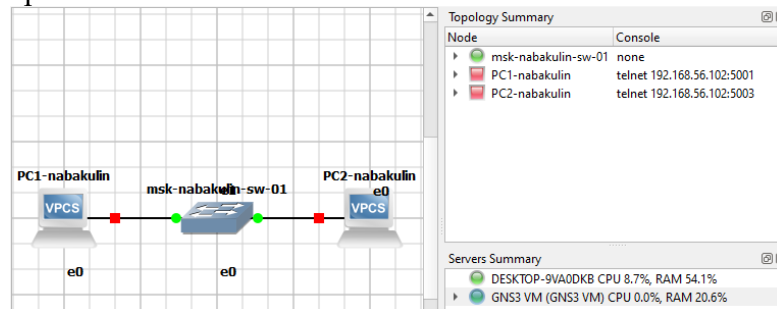 Topology Summary
Node Console
msk-nabakulin-sw-01 none
PC1-nabakulin telnet 192.168.56.102:5001
PC2-nabakulin telnet 192.168.56.102:5003
PC1-nabakulin
msk-nabakulin-sw-01
PC2-nabakulin
e0
VPCS
VPCS
e0
e0
Servers Summary
DESKTOP-9VA0DKB CPU 8.7%, RAM 54.1%
GNS3 VM (GNS3 VM) CPU 0.0%, RAM 20.6%